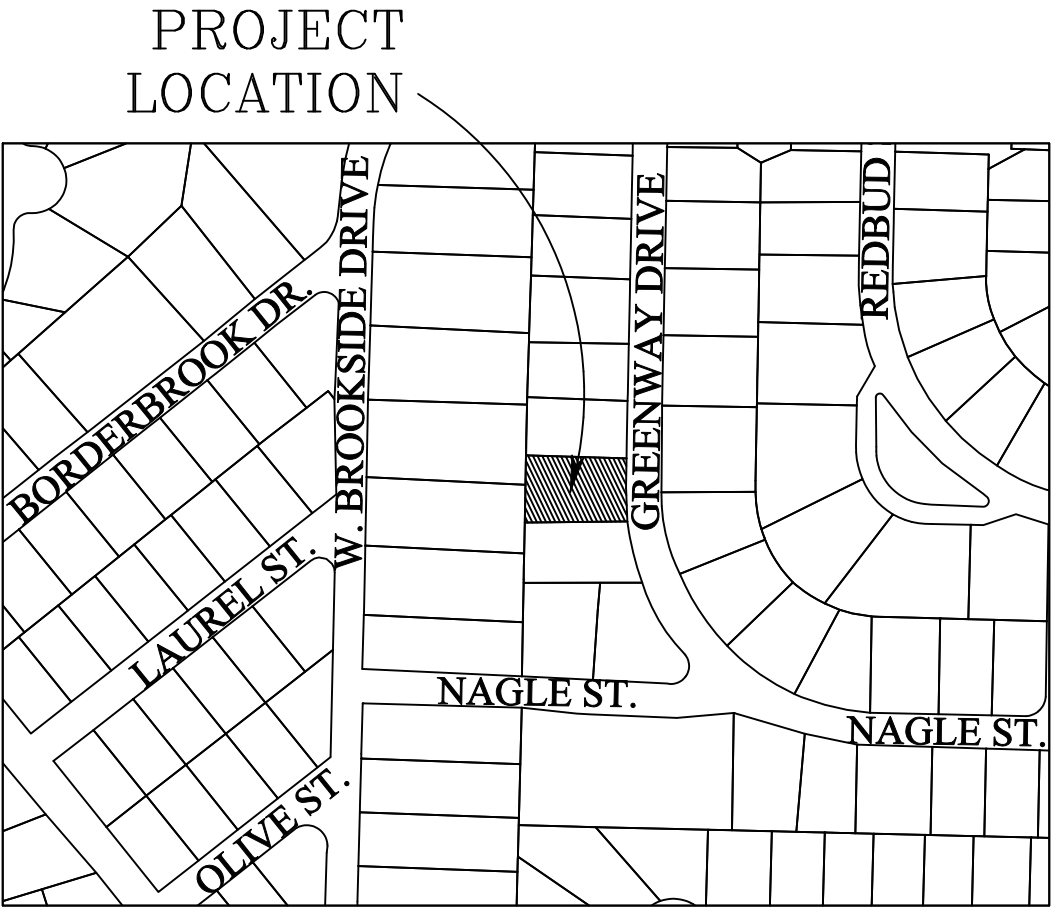 PROJECT
LOCATION
W. BROOKSIDE DRIVE
GREENWAY DRIVE
REDBUD
BORDERBROOK DR.
LAUREL ST.
NAGLE ST.
NAGLE ST.
OLIVE ST.